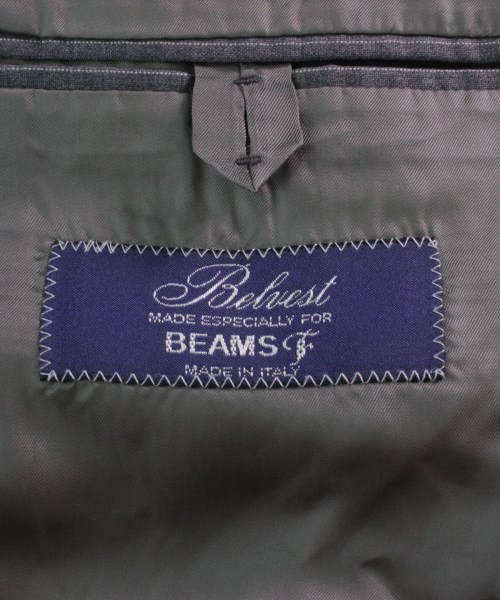 Belvest
MADE ESPECIALLY FOR
BEAMS F
MADE IN ITALY